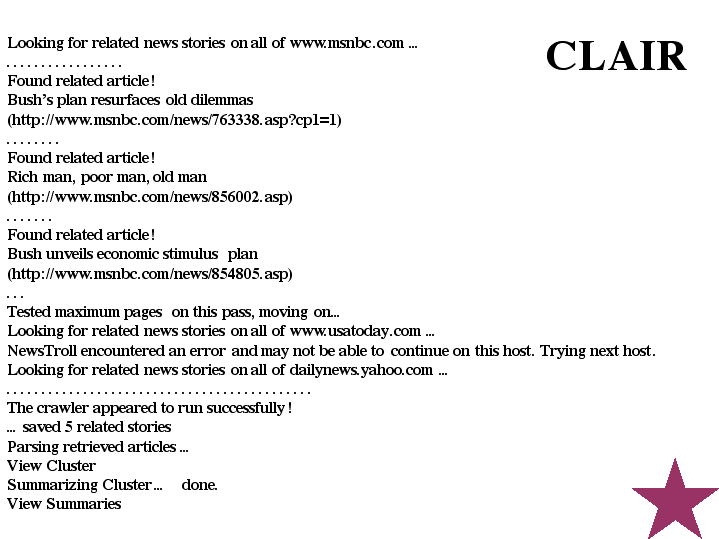 CLAIR
Looking for related news stories on all of www.msnbc.com ...
. . . . . . . . . . . . . . . . .
Found related article!
Bush's plan resurfaces old dilemmas
(http://www.msnbc.com/news/763338.asp?cp1=1)
. . . . . . . .
Found related article!
Rich man, poor man, old man
(http://www.msnbc.com/news/856002.asp)
. . . . . . .
Found related article!
Bush unveils economic stimulus plan
(http://www.msnbc.com/news/854805.asp)
. . .
Tested maximum pages on this pass, moving on...
Looking for related news stories on all of www.usatoday.com ...
NewsTroll encountered an error and may not be able to continue on this host. Trying next host.
Looking for related news stories on all of dailynews.yahoo.com ...
. . . . . . . . . . . . . . . . . . . . . . . . . . . . . . . . . . . . . . . . . . . .
The crawler appeared to run successfully!
... saved 5 related stories
Parsing retrieved articles ...
View Cluster
Summarizing Cluster ... done.
View Summaries